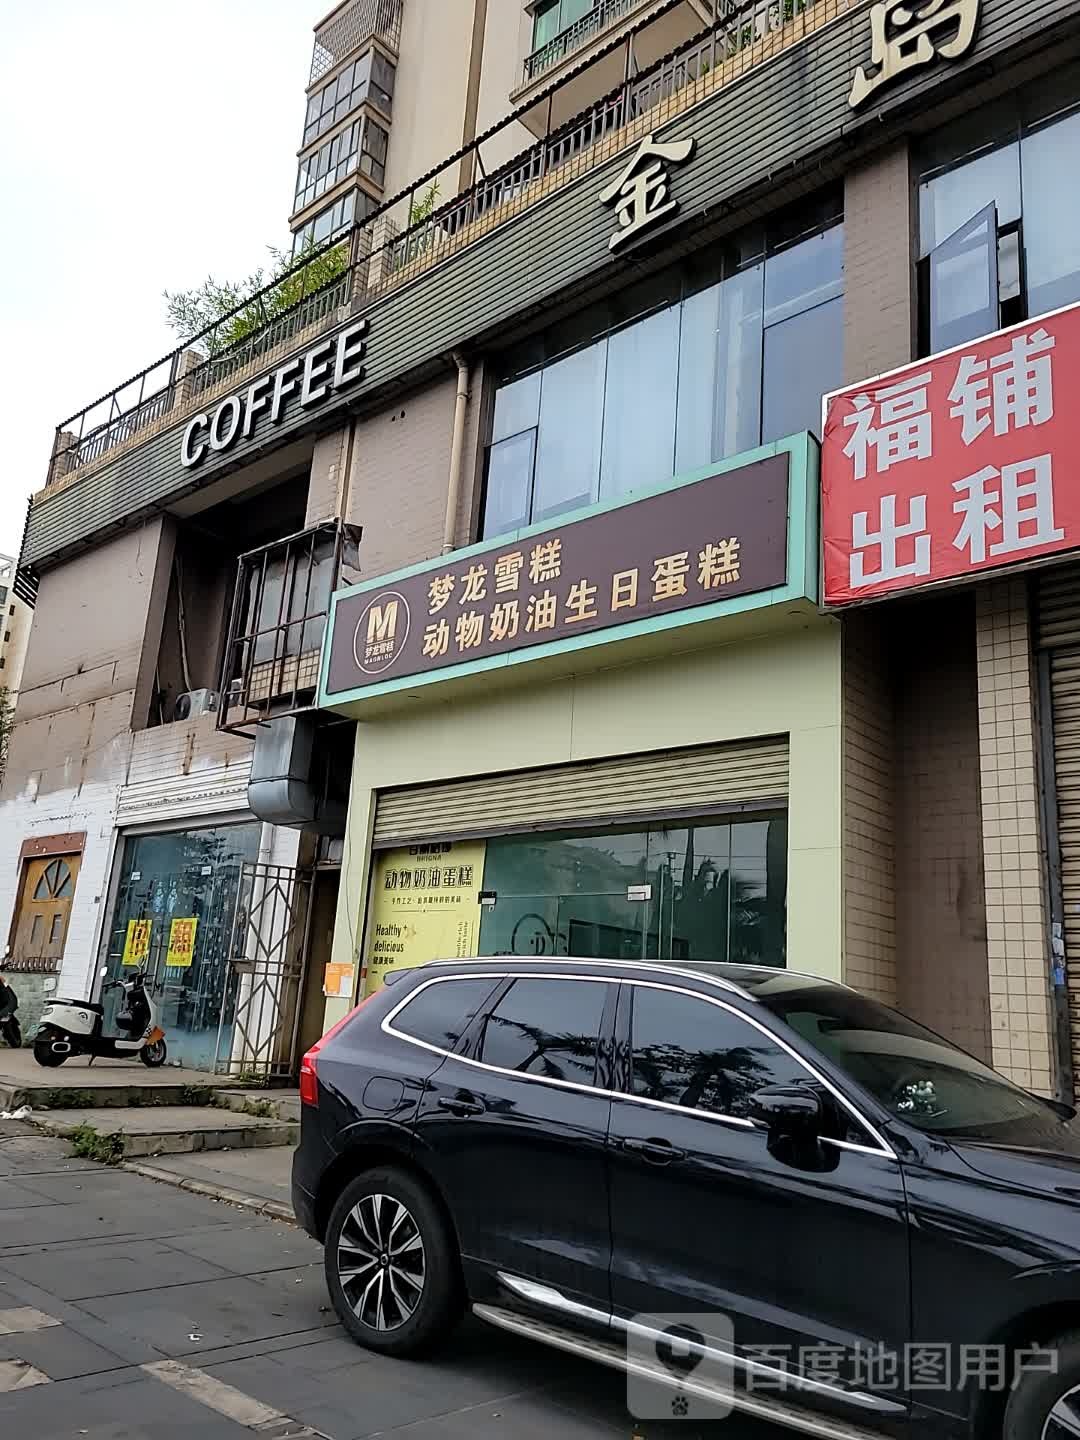 金岛
COFFEE
福铺
出租
M
梦龙雪糕
梦龙雪糕
动物奶油生日蛋糕
BRIGNA
动物奶油蛋糕
Healthy
delicious
健康美味
百度地图用户